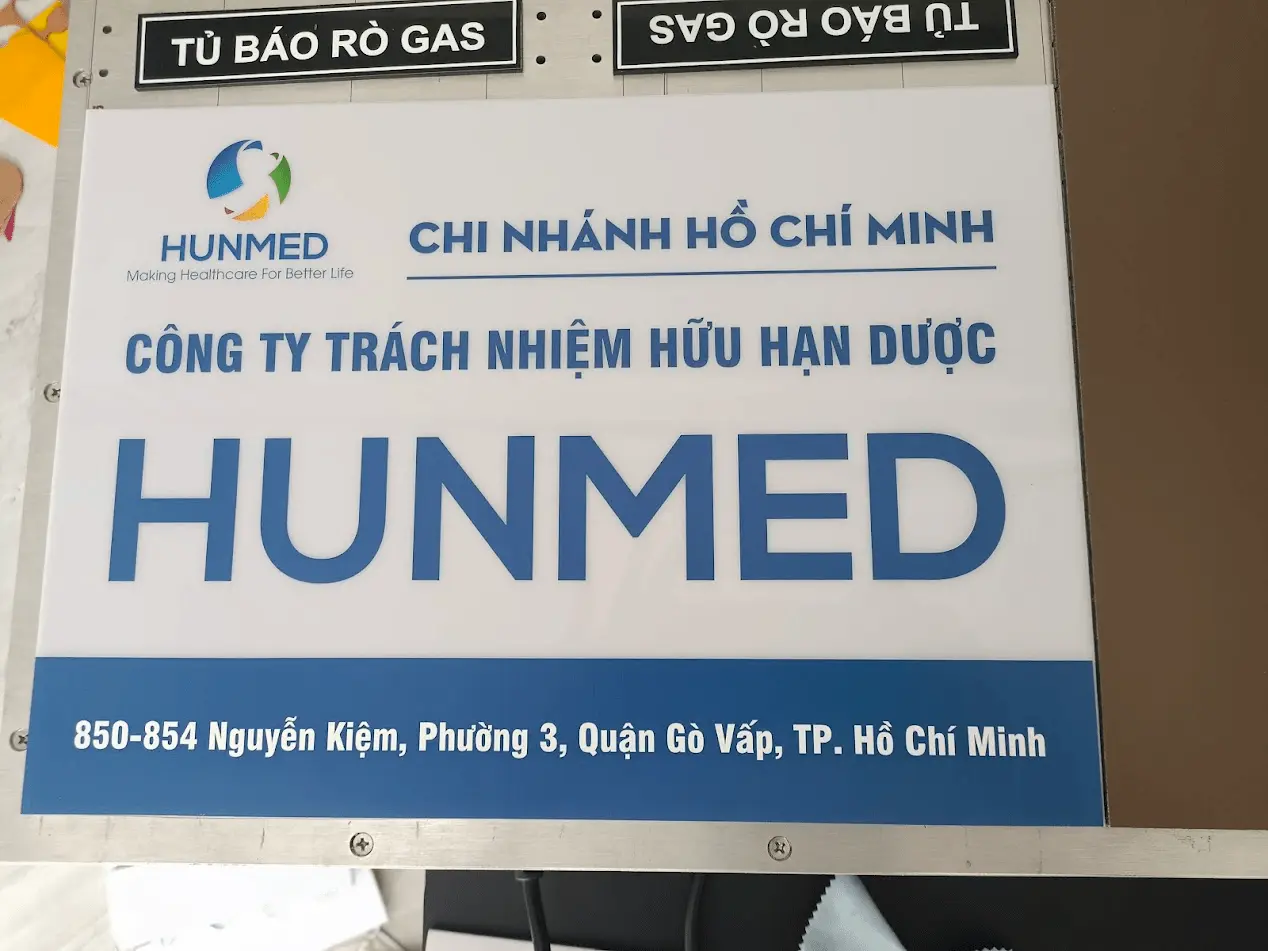 TỦ BÁO RÒ GAS
TỦ BÁO RÒ GAS
HUNMED
Making Healthcare For Better Life
CHI NHÁNH HỒ CHÍ MINH
CÔNG TY TRÁCH NHIỆM HỮU HẠN DƯỢC
HUNMED
850-854 Nguyễn Kiệm, Phường 3, Quận Gò Vấp, TP. Hồ Chí Minh